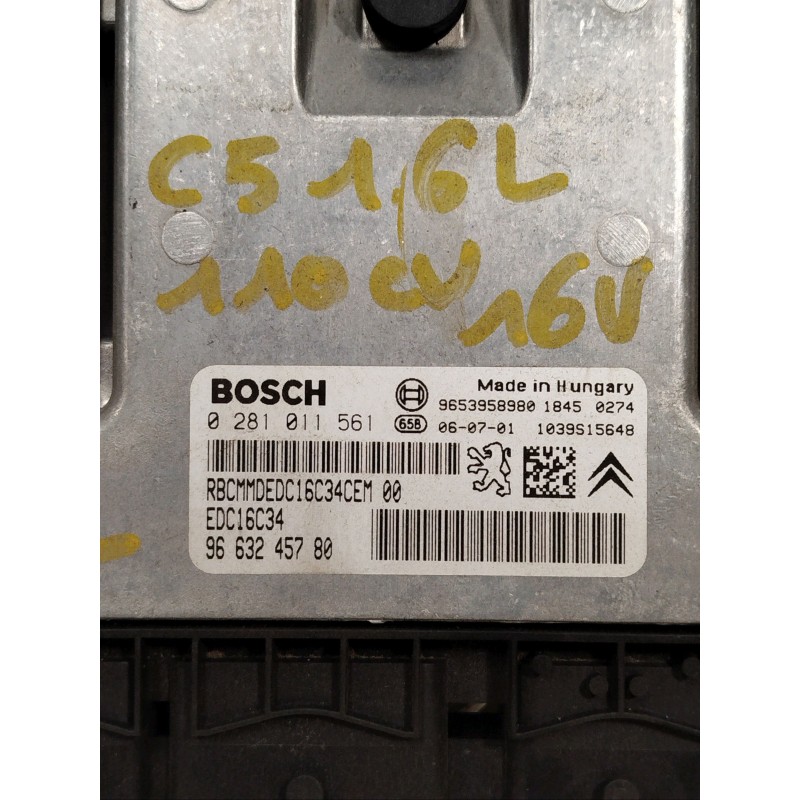 C5 1,6L
110 CV 16V
BOSCH
Made in Hungary
9653958980 1845 0274
0 281 011 561
658 06-07-01 1039S15648
RBCMMDEDC16C34CEM 00
EDC16C34
96 632 457 80